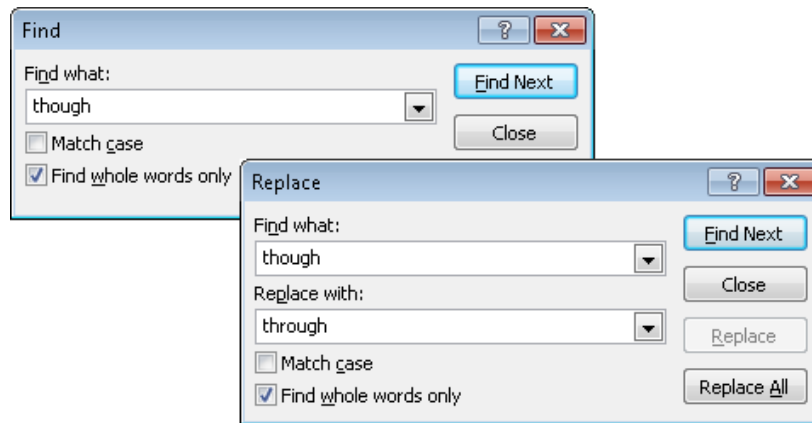 Find
Find what:
Find Next
though
Close
Match case
Find whole words only
Replace
Find what:
Find Next
though
Close
Replace with:
through
Replace
Match case
Replace All
Find whole words only